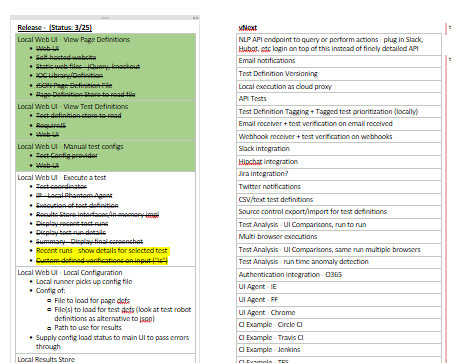 Release - (Status: 3/25)
Local Web UI - View Page Definitions
Web UI
Self-hosted website
Static web files - jQuery, knockout
IOC Library/Definition
JSON Page Definition File
Page Definition Store to read file
Local Web UI - View Test Definitions
Test definition store to read
RequireJS
Web UI
Local Web UI - Manual test configs
Test Config provider
Web UI
Local Web UI - Execute a test
Test coordinator
IP - Local Phantom Agent
Execution of test definition
Results Store interfaces/in memory impl
Display recent test runs
Display test run details
Summary - Display final screenshot
Recent runs - show details for selected test
Custom defined verifications on input ("is")
Local Web UI - Local Configuration
Local runner picks up config file
Config of:
File to load for page defs
File(s) to load for test defs (look at test robot
definitions as alternative to json)
Path to use for results
Supply config load status to main UI to pass errors
through
Local Results Store
vNext
NLP API endpoint to query or perform actions - plug in Slack,
Hubot, etc login on top of this instead of finely detailed API
Email notifications
Test Definition Versioning
Local execution as cloud proxy
API Tests
Test Definition Tagging + Tagged test prioritization (locally)
Email receiver + test verification on email received
Webhook receiver + test verification on webhooks
Slack integration
Hipchat integration
Jira integration?
Twitter notifications
CSV/text test definitions
Source control export/import for test definitions
Test Analysis - UI Comparisons, run to run
Multi-browser executions
Test Analysis - UI Comparisons, same run multiple browsers
Test Analysis - run time anomaly detection
Authentication integration - O365
UI Agent - IE
UI Agent - FF
UI Agent - Chrome
CI Example - Circle CI
CI Example - Travis CI
CI Example - Jenkins
CI Example - TFS